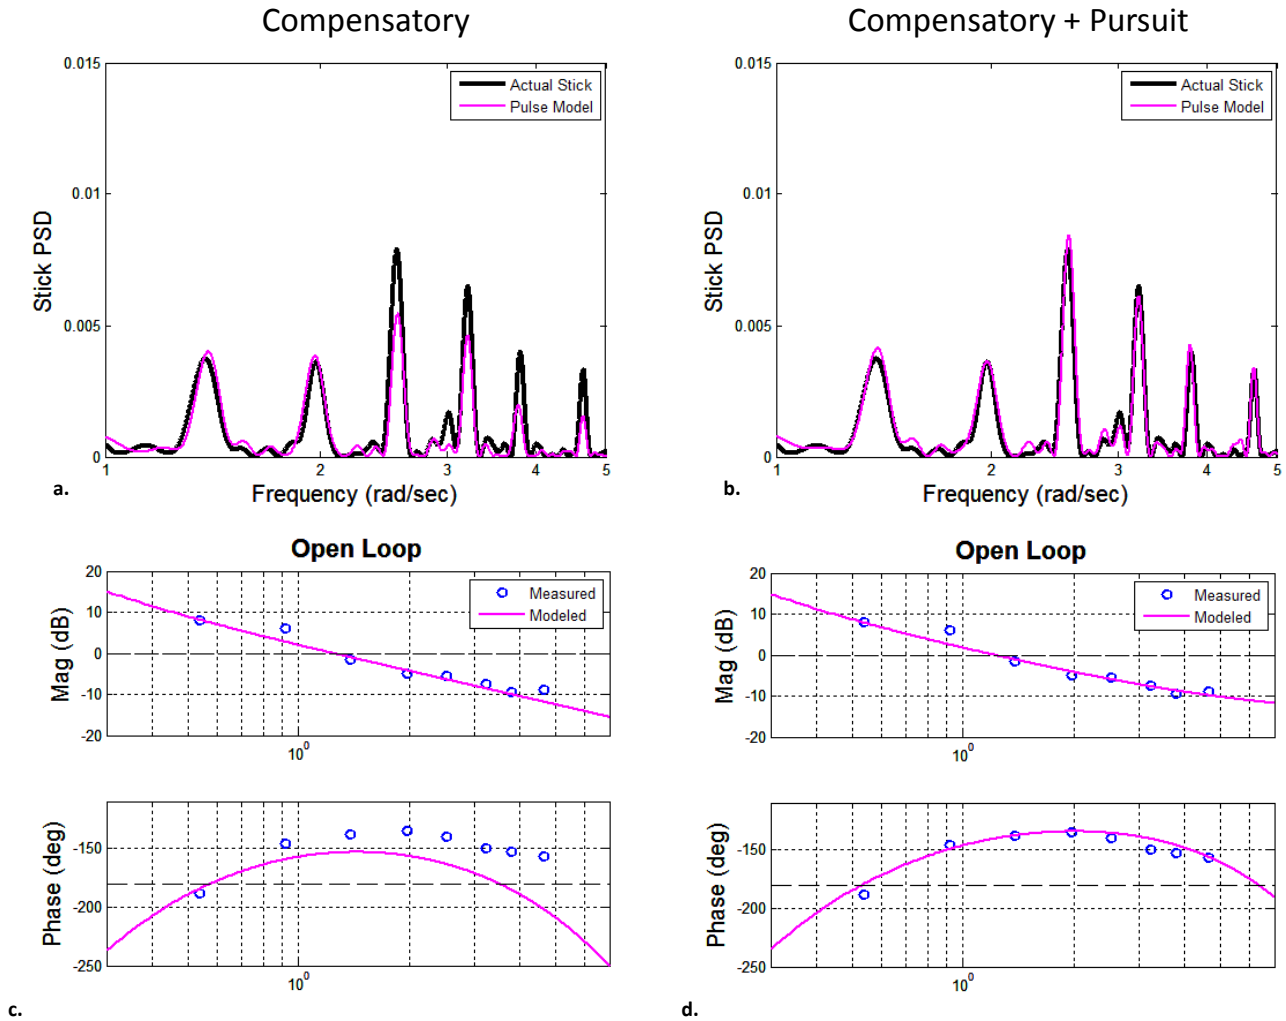 Compensatory
Compensatory + Pursuit
0.015
0.01
0.005
0
Stick PSD
Actual Stick
Pulse Model
1
2
3
4
5
Frequency (rad/sec)
a.
0.015
0.01
0.005
0
Stick PSD
Actual Stick
Pulse Model
1
2
3
4
5
Frequency (rad/sec)
b.
Open Loop
20
10
0
-10
-20
Mag (dB)
Measured
Modeled
10^0
-150
-200
-250
Phase (deg)
10^0
c.
Open Loop
20
10
0
-10
-20
Mag (dB)
Measured
Modeled
10^0
-150
-200
-250
Phase (deg)
10^0
d.